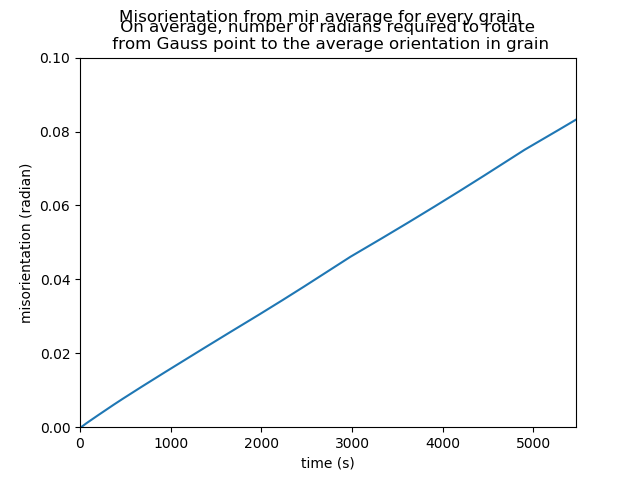 Misorientation from min average for every grain
On average, number of radians required to rotate
from Gauss point to the average orientation in grain
0.10
0.08
0.06
0.04
0.02
0.00
misorientation (radian)
0 1000 2000 3000 4000 5000
time (s)